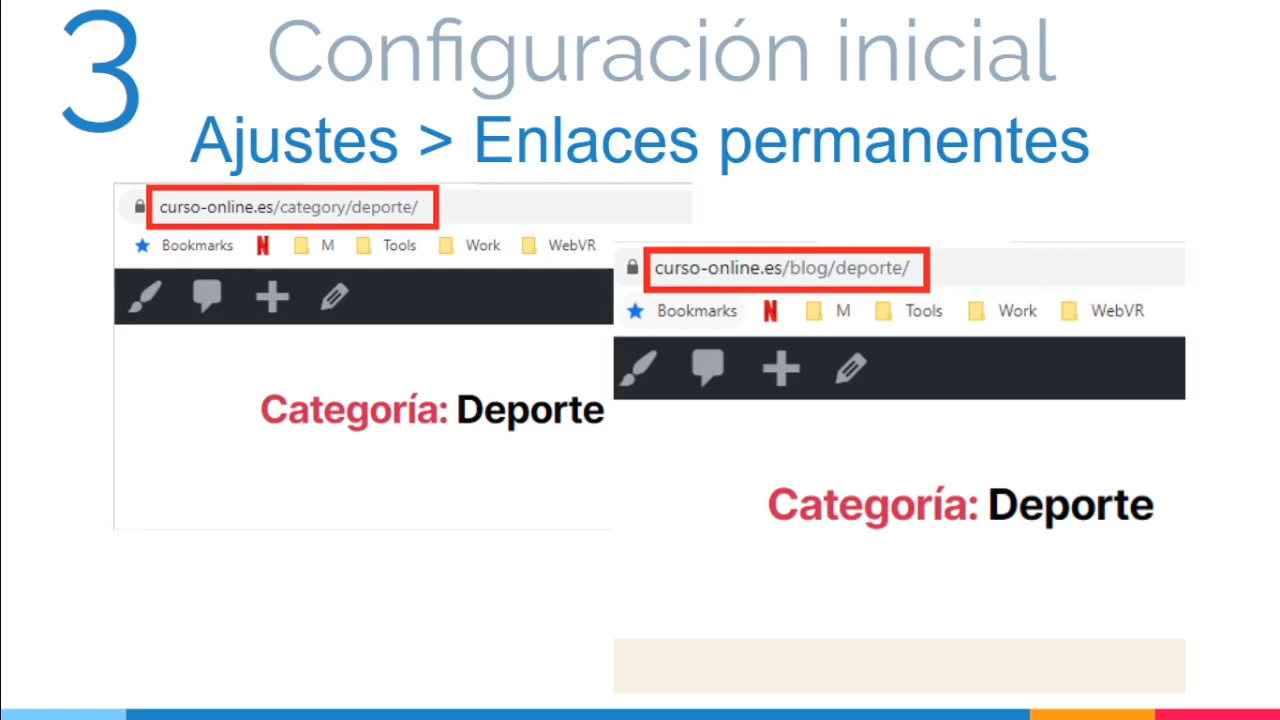 3
Configuración inicial
Ajustes > Enlaces permanentes
curso-online.es/category/deporte/
Bookmarks N M Tools Work WebVR
Categoría: Deporte
curso-online.es/blog/deporte/
Bookmarks N M Tools Work WebVR
Categoría: Deporte